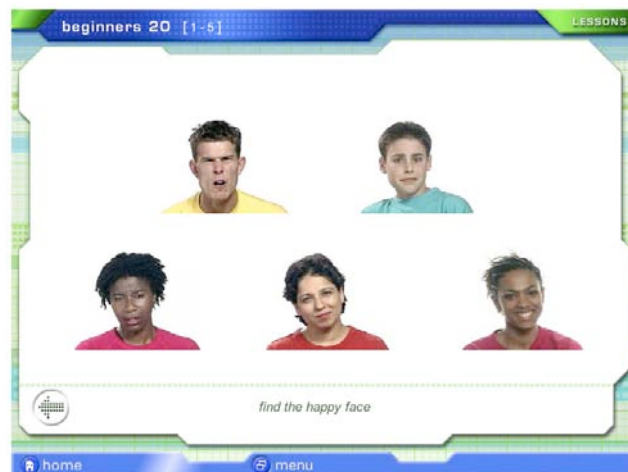 beginners 20 [1-5]
LESSONS
find the happy face
home
menu